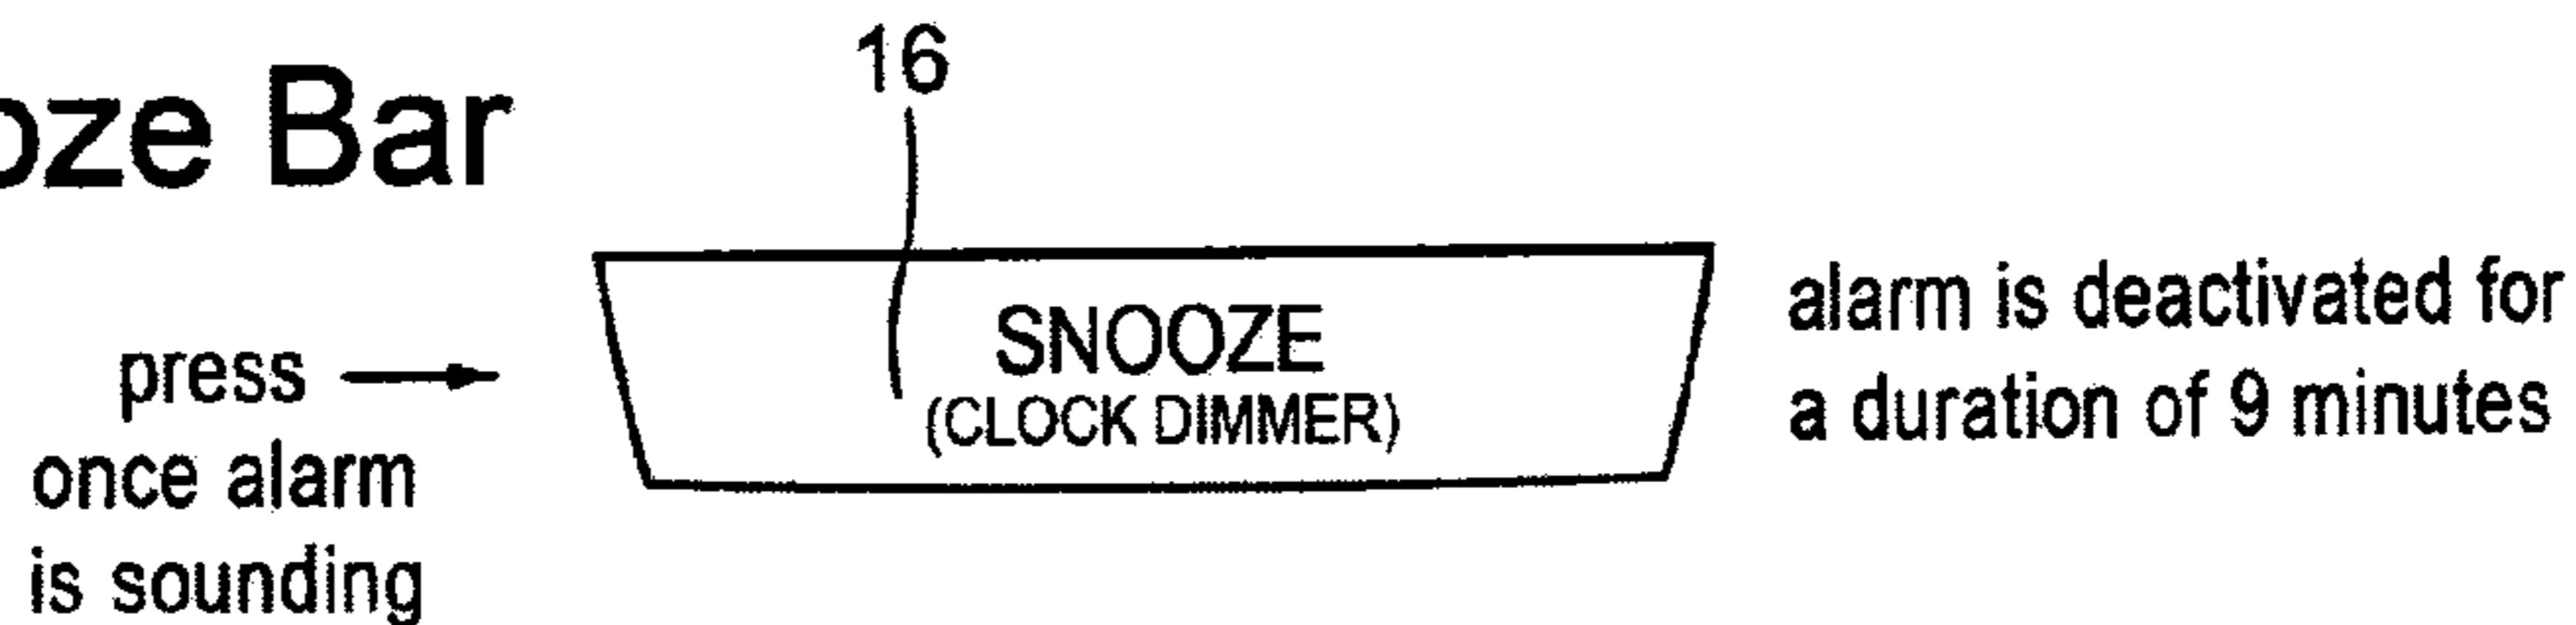 oze Bar
16
press
once alarm
is sounding
SNOOZE
(CLOCK DIMMER)
alarm is deactivated for
a duration of 9 minutes